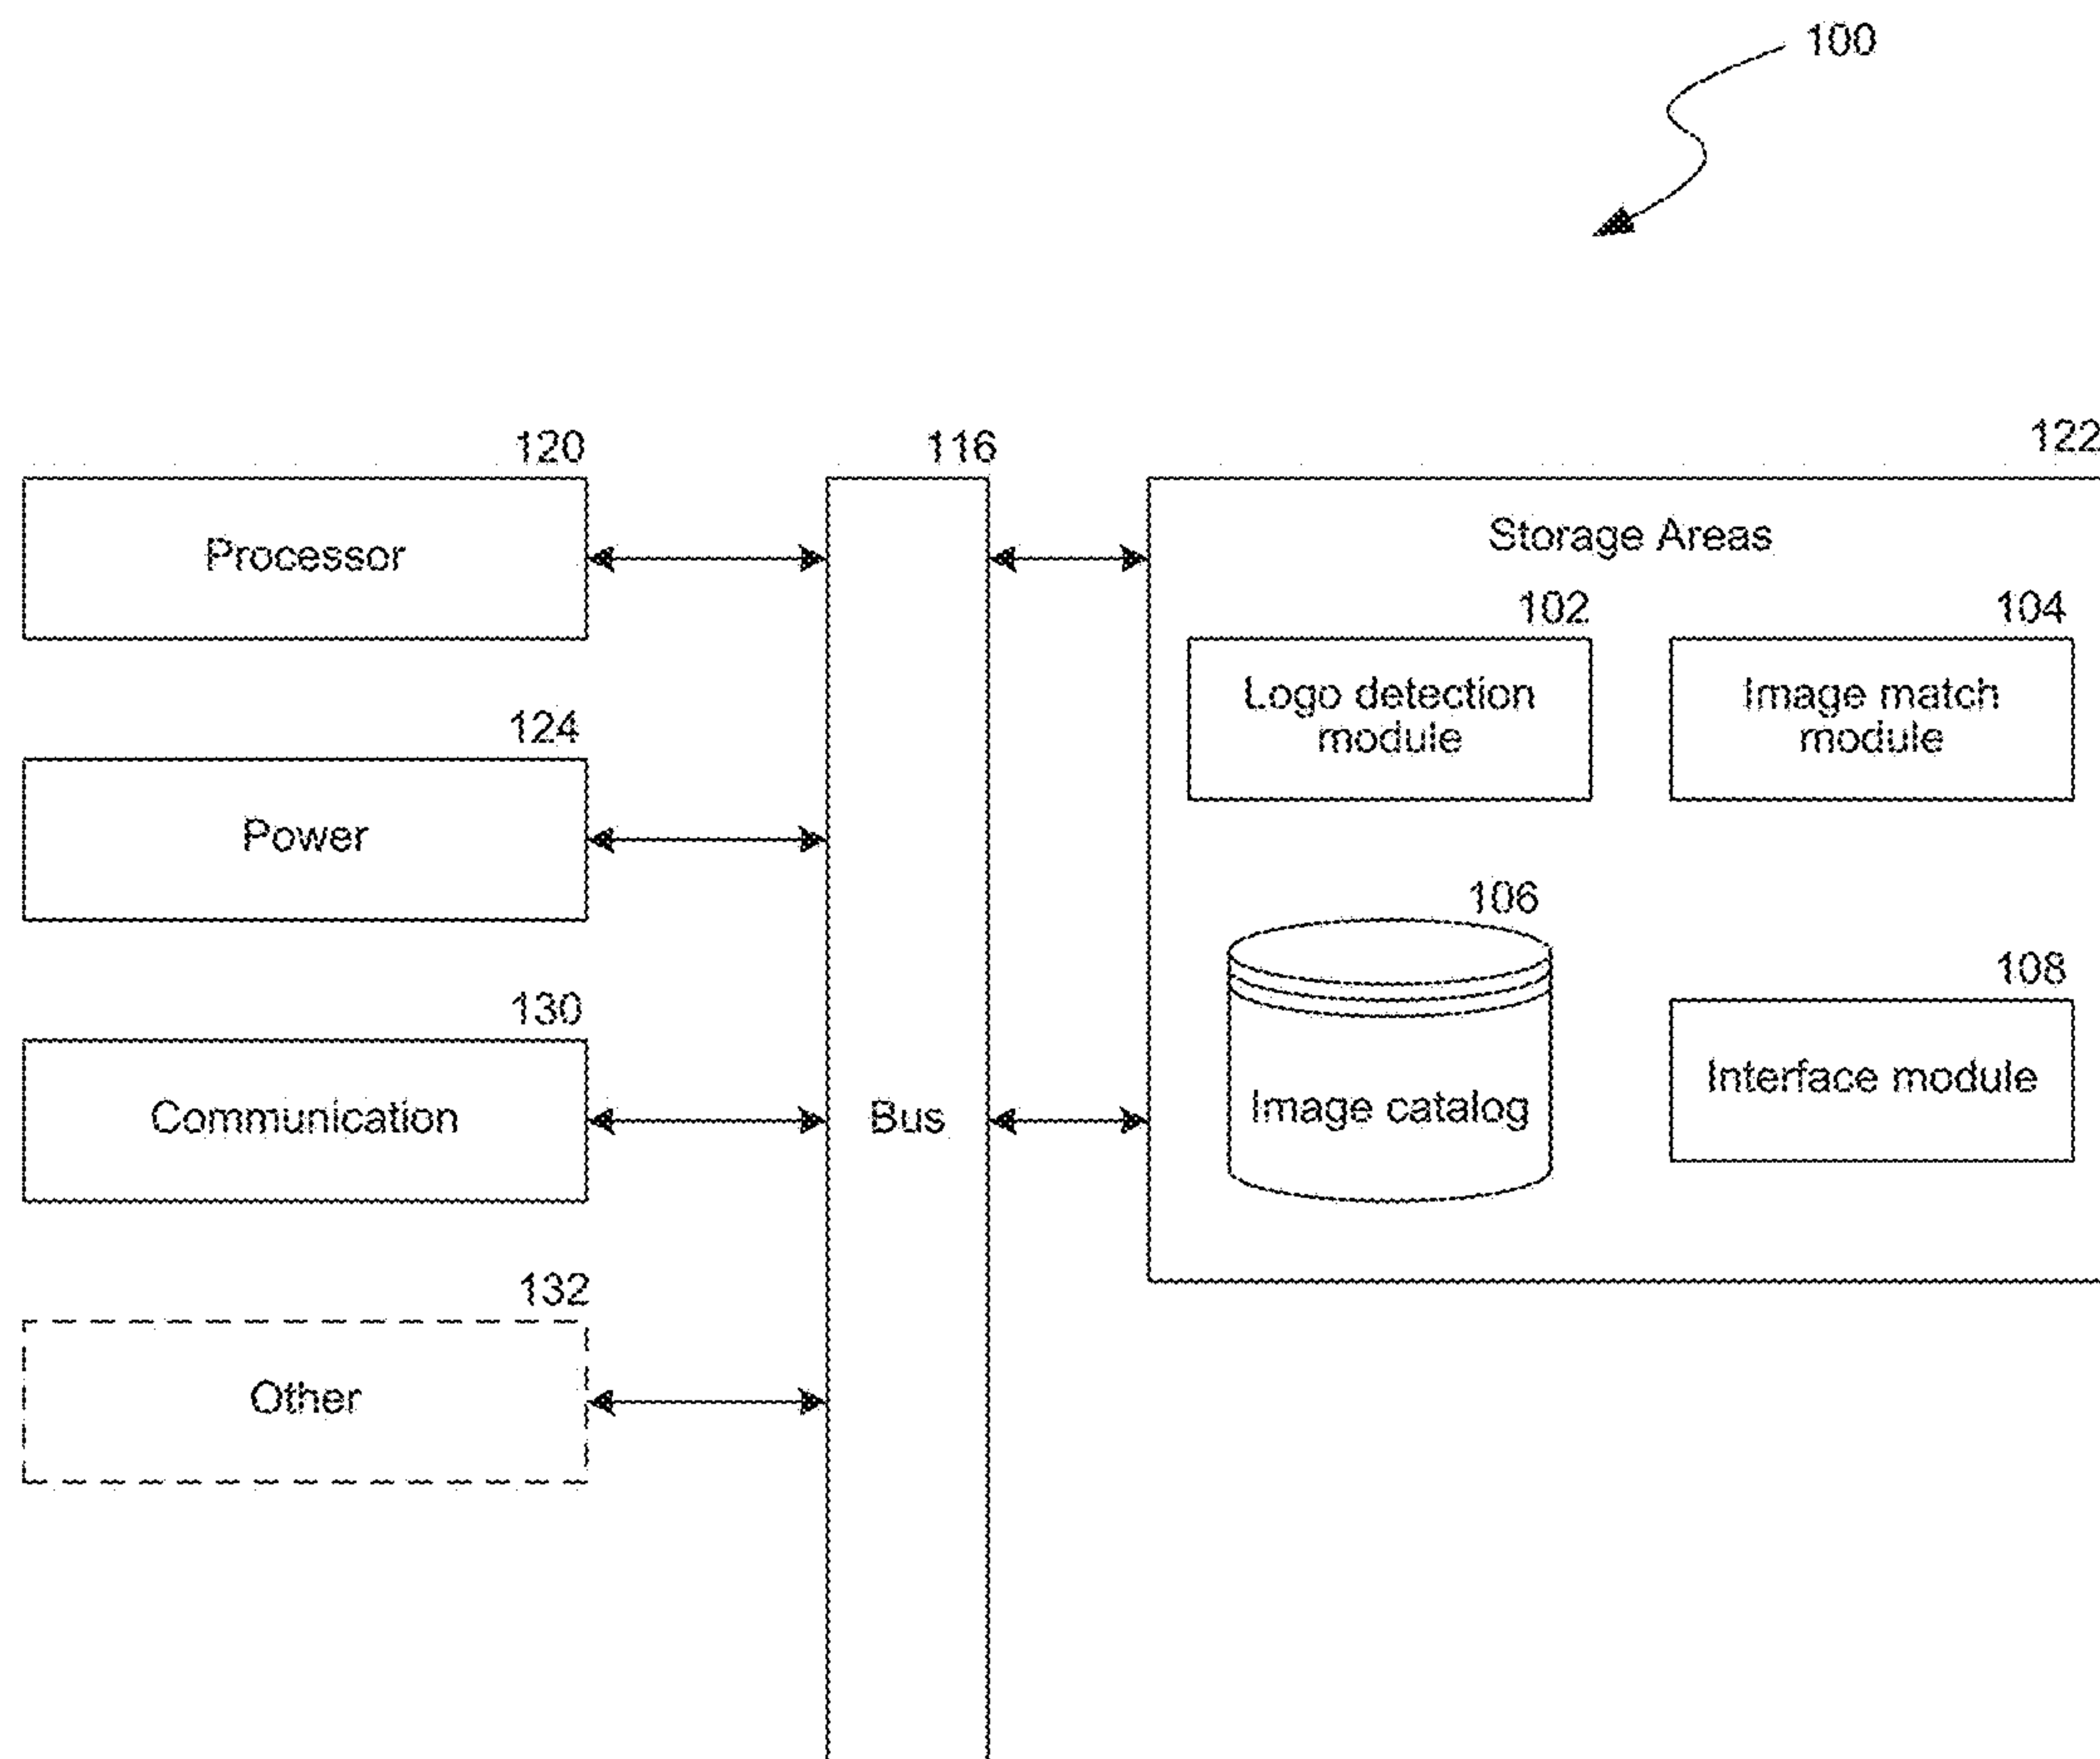 100
120
116
122
Processor
Storage Areas
102
104
Logo detection
module
Image match
module
124
Power
106
108
130
Communication
Bus
Image catalog
Interface module
132
Other